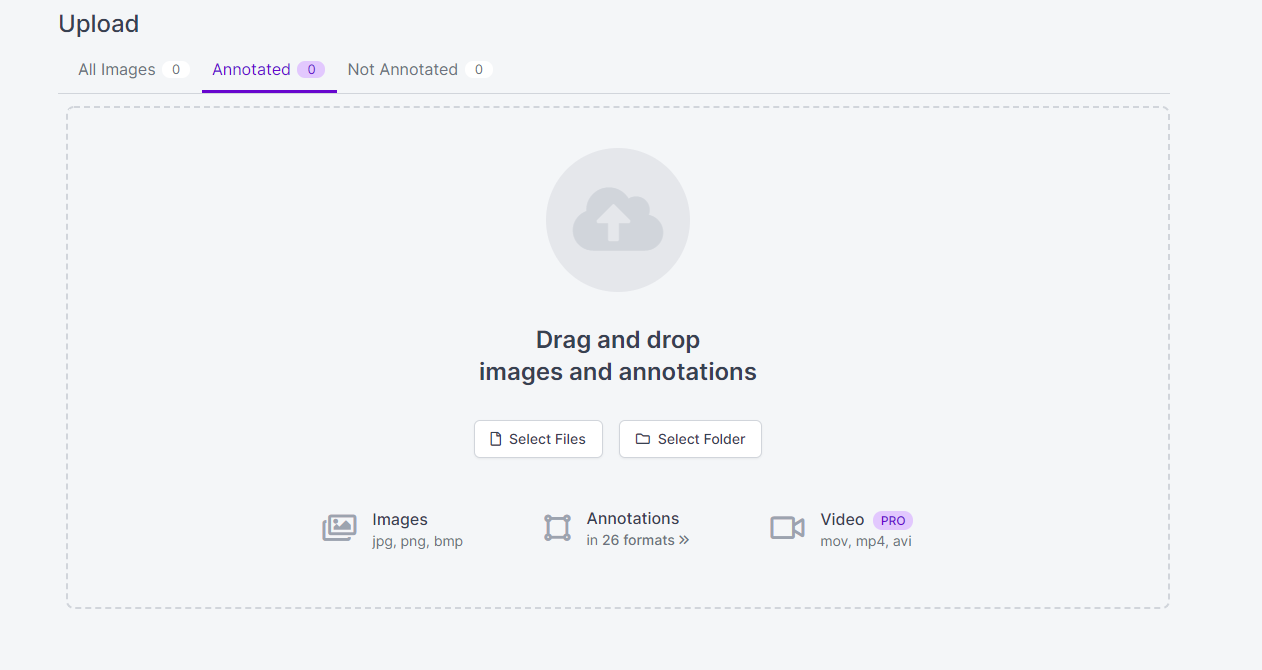 Upload
All Images 0 Annotated 0 Not Annotated 0
Drag and drop
images and annotations
Select Files Select Folder
Images Annotations Video PRO
jpg, png, bmp in 26 formats » mov, mp4, avi